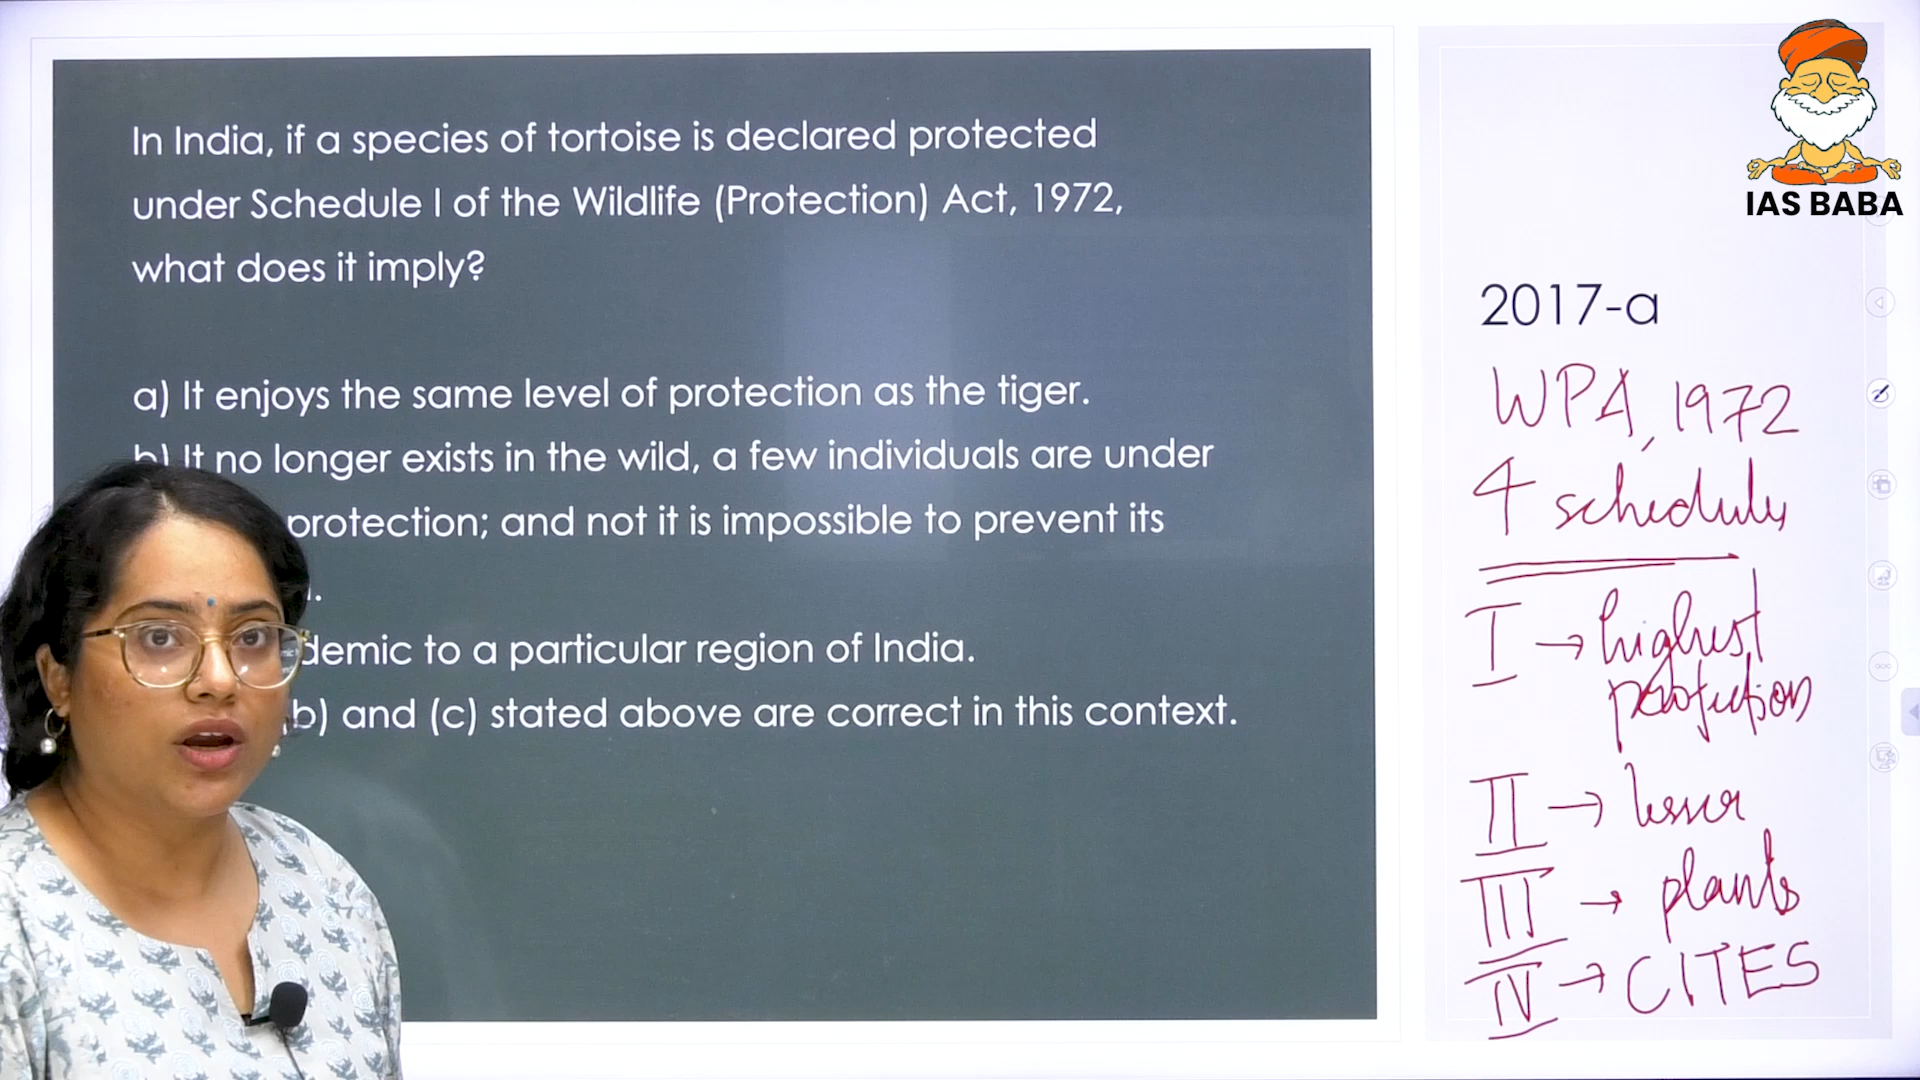 In India, if a species of tortoise is declared protected
under Schedule I of the Wildlife (Protection) Act, 1972,
what does it imply?
a) It enjoys the same level of protection as the tiger.
b) It no longer exists in the wild, a few individuals are under
protection; and not it is impossible to prevent its
demic to a particular region of India.
b) and (c) stated above are correct in this context.
IAS BABA
2017-a
WPA, 1972
4 schedules
I → highest
protection
II → lesser
III → plants
IV → CITES